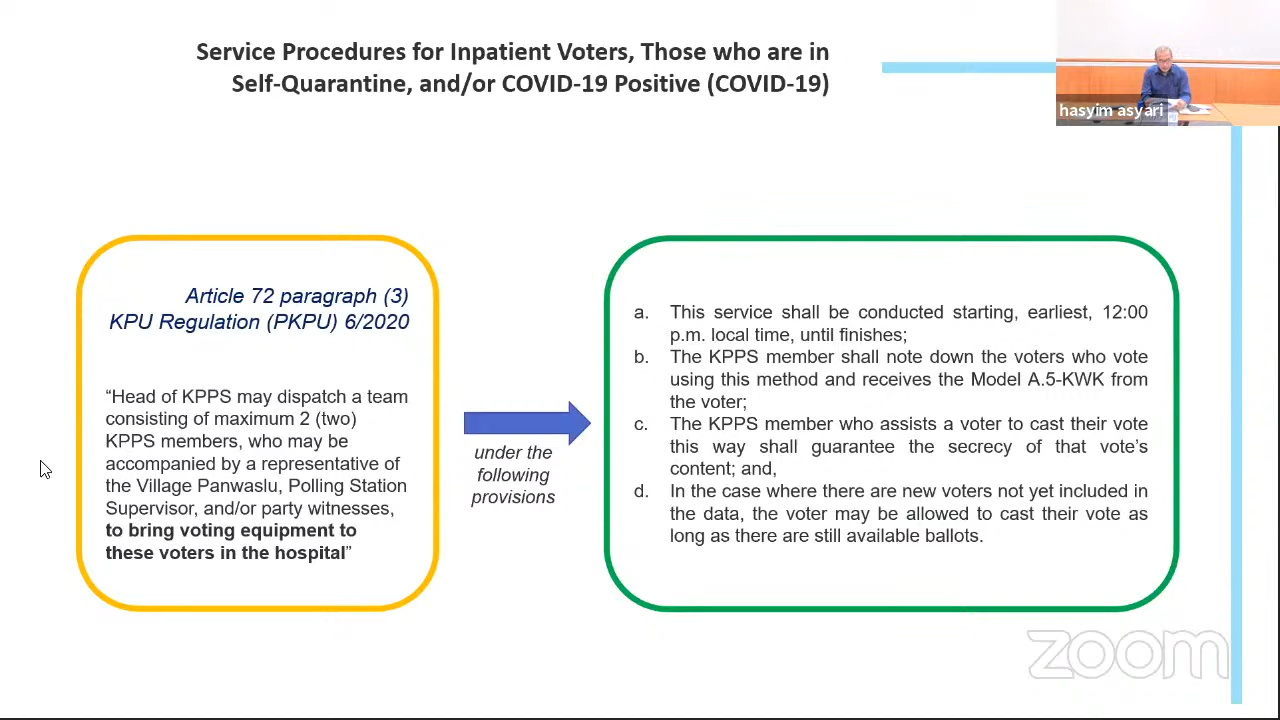 Service Procedures for Inpatient Voters, Those who are in
Self-Quarantine, and/or COVID-19 Positive (COVID-19)
hasyim asyari
Article 72 paragraph (3)
KPU Regulation (PKPU) 6/2020
“Head of KPPS may dispatch a team
consisting of maximum 2 (two)
KPPS members, who may be
accompanied by a representative of
the Village Panwaslu, Polling Station
Supervisor, and/or party witnesses,
to bring voting equipment to
these voters in the hospital”
under the
following
provisions
a. This service shall be conducted starting, earliest, 12:00
p.m. local time, until finishes;
b. The KPPS member shall note down the voters who vote
using this method and receives the Model A.5-KWK from
the voter;
c. The KPPS member who assists a voter to cast their vote
this way shall guarantee the secrecy of that vote’s
content; and,
d. In the case where there are new voters not yet included in
the data, the voter may be allowed to cast their vote as
long as there are still available ballots.
zoom